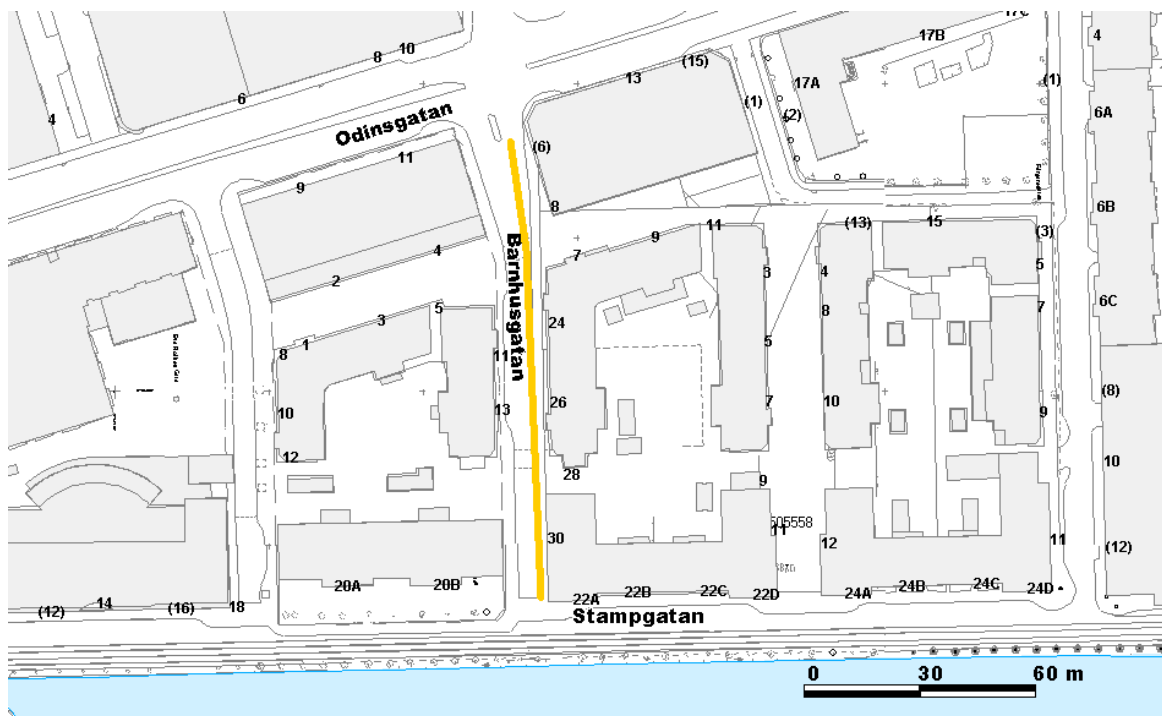 17C
17B
4
10
13
(15)
8
17A
(1)
6
(1)
(2)
6A
4
Odinsgatan
(6)
11
9
8
6B
11
(13)
15
(3)
9
4
7
Barnhusgatan
3
4
5
2
6C
5
8
7
3
24
1
5
8
11
7
10
(8)
26
10
13
9
12
28
10
9
605558
11
30
12
11
(12)
20A
20B
24B
24C
24D
22B
22C
22A
22D
24A
14
18
(12)
(16)
Stampgatan
0 30 60 m